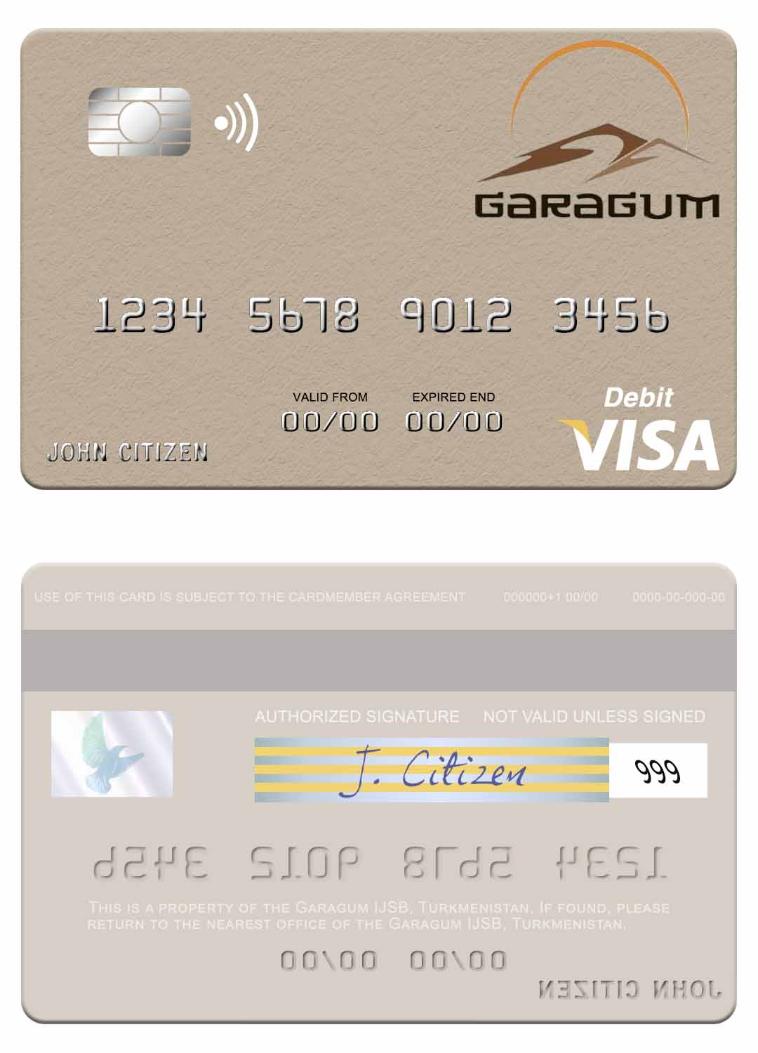 GARAGUM
1234 5678 9012 3456
VALID FROM EXPIRED END
00/00 00/00
JOHN CITIZEN
Debit
VISA
USE OF THIS CARD IS SUBJECT TO THE CARDMEMBER AGREEMENT 000000+1 00/00 0000-00-000-00
AUTHORIZED SIGNATURE NOT VALID UNLESS SIGNED
J. Citizen 999
1234 5678 9012 3456
THIS IS A PROPERTY OF THE GARAGUM IJSB, TURKMENISTAN, IF FOUND, PLEASE
RETURN TO THE NEAREST OFFICE OF THE GARAGUM IJSB, TURKMENISTAN.
00/00 00/00
JOHN CITIZEN